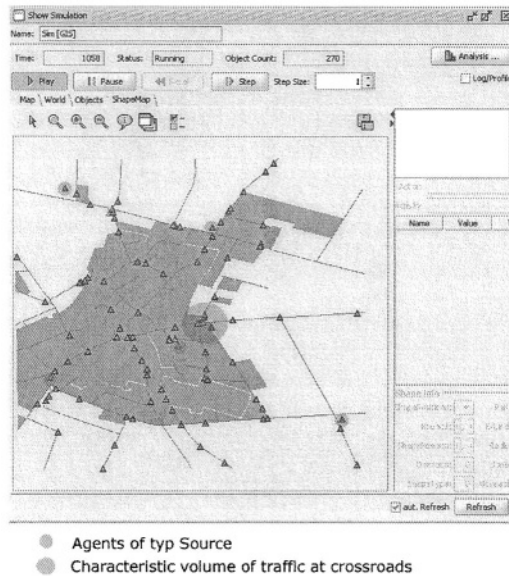 Show Simulation
Name: Sim [GIS]
Time: 1058 Status: Running Object Count: 270
Analysis ...
Play Pause Step Step Size: 1
Log/Profile
Map World Objects ShapeMap
Name Value
aut. Refresh Refresh
Agents of typ Source
Characteristic volume of traffic at crossroads